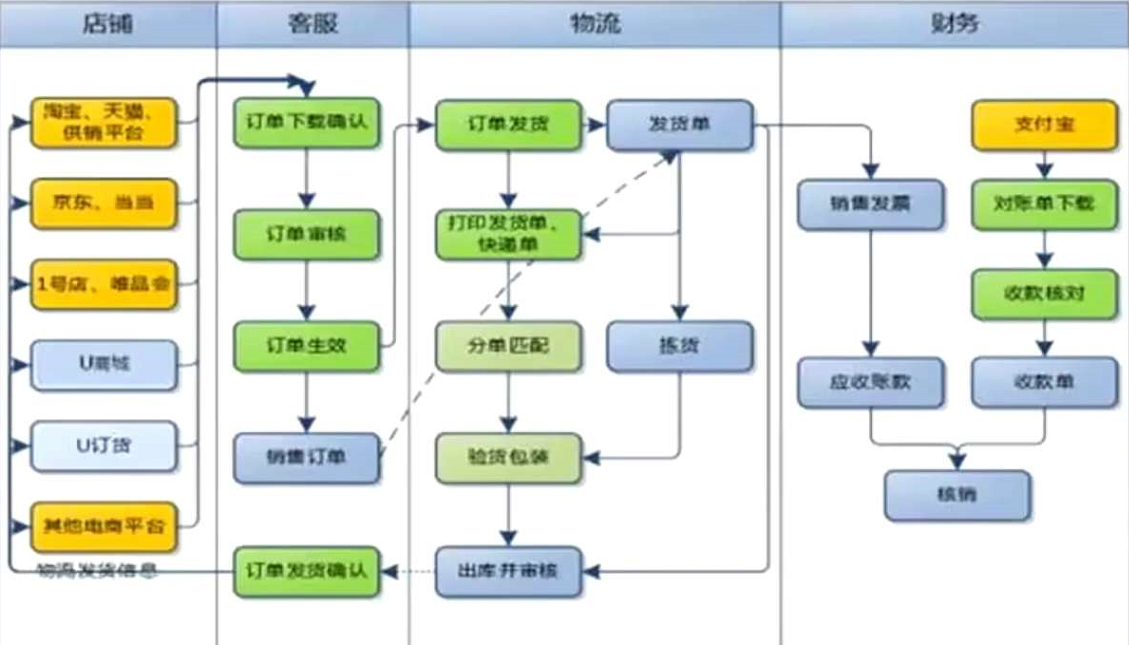 店铺
客服
物流
财务
淘宝、天猫、
供销平台
京东、当当
1号店、唯品会
U商城
U订货
其他电商平台
物流发货信息
订单下载确认
订单审核
订单生效
销售订单
订单发货确认
订单发货
发货单
打印发货单、
快递单
分单匹配
拣货
验货包装
出库并审核
销售发票
应收账款
支付宝
对账单下载
收款核对
收款单
核销